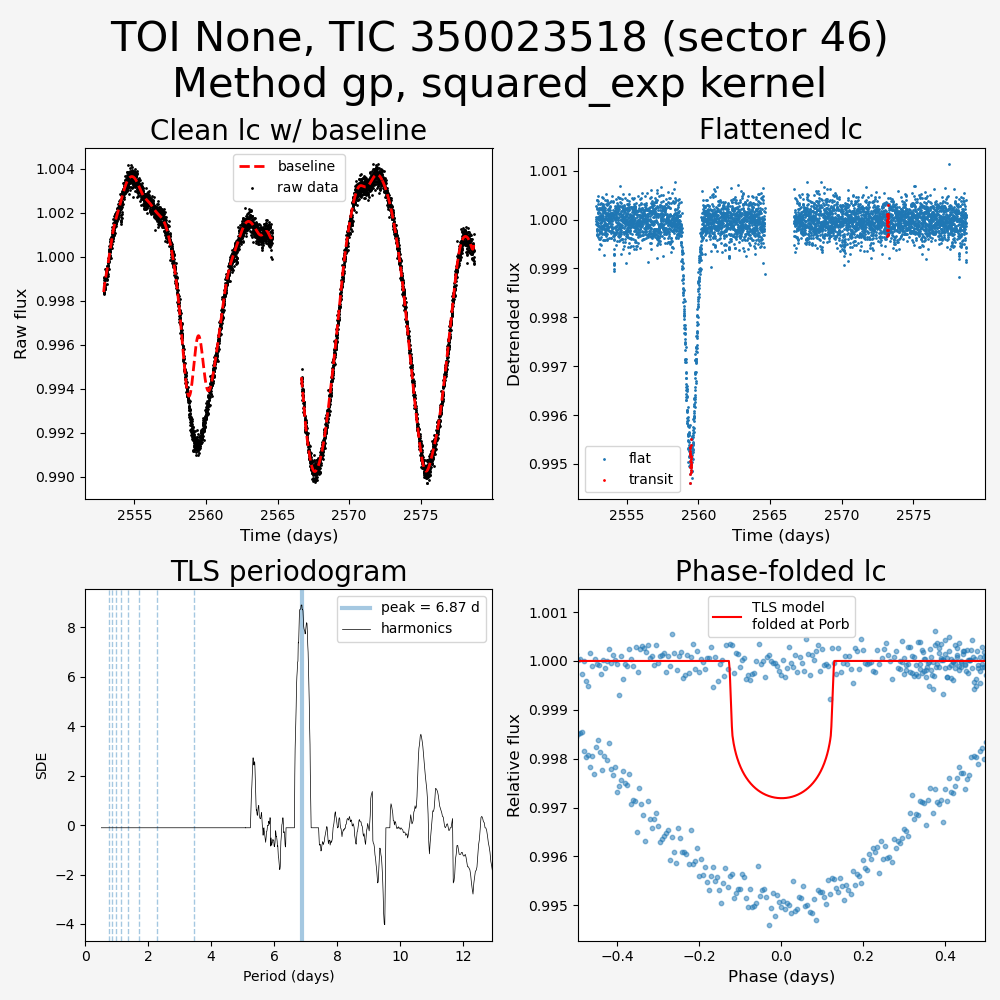 TOI None, TIC 350023518 (sector 46)
Method gp, squared_exp kernel
Clean lc w/ baseline
baseline
raw data
Raw flux
1.004
1.002
1.000
0.998
0.996
0.994
0.992
0.990
2555 2560 2565 2570 2575
Time (days)
Flattened lc
Detrended flux
1.001
1.000
0.999
0.998
0.997
0.996
0.995
flat
transit
2555 2560 2565 2570 2575
Time (days)
TLS periodogram
peak = 6.87 d
harmonics
SDE
8
6
4
2
0
−2
−4
0 2 4 6 8 10 12
Period (days)
Phase-folded lc
TLS model
folded at Porb
Relative flux
1.001
1.000
0.999
0.998
0.997
0.996
0.995
−0.4 −0.2 0.0 0.2 0.4
Phase (days)